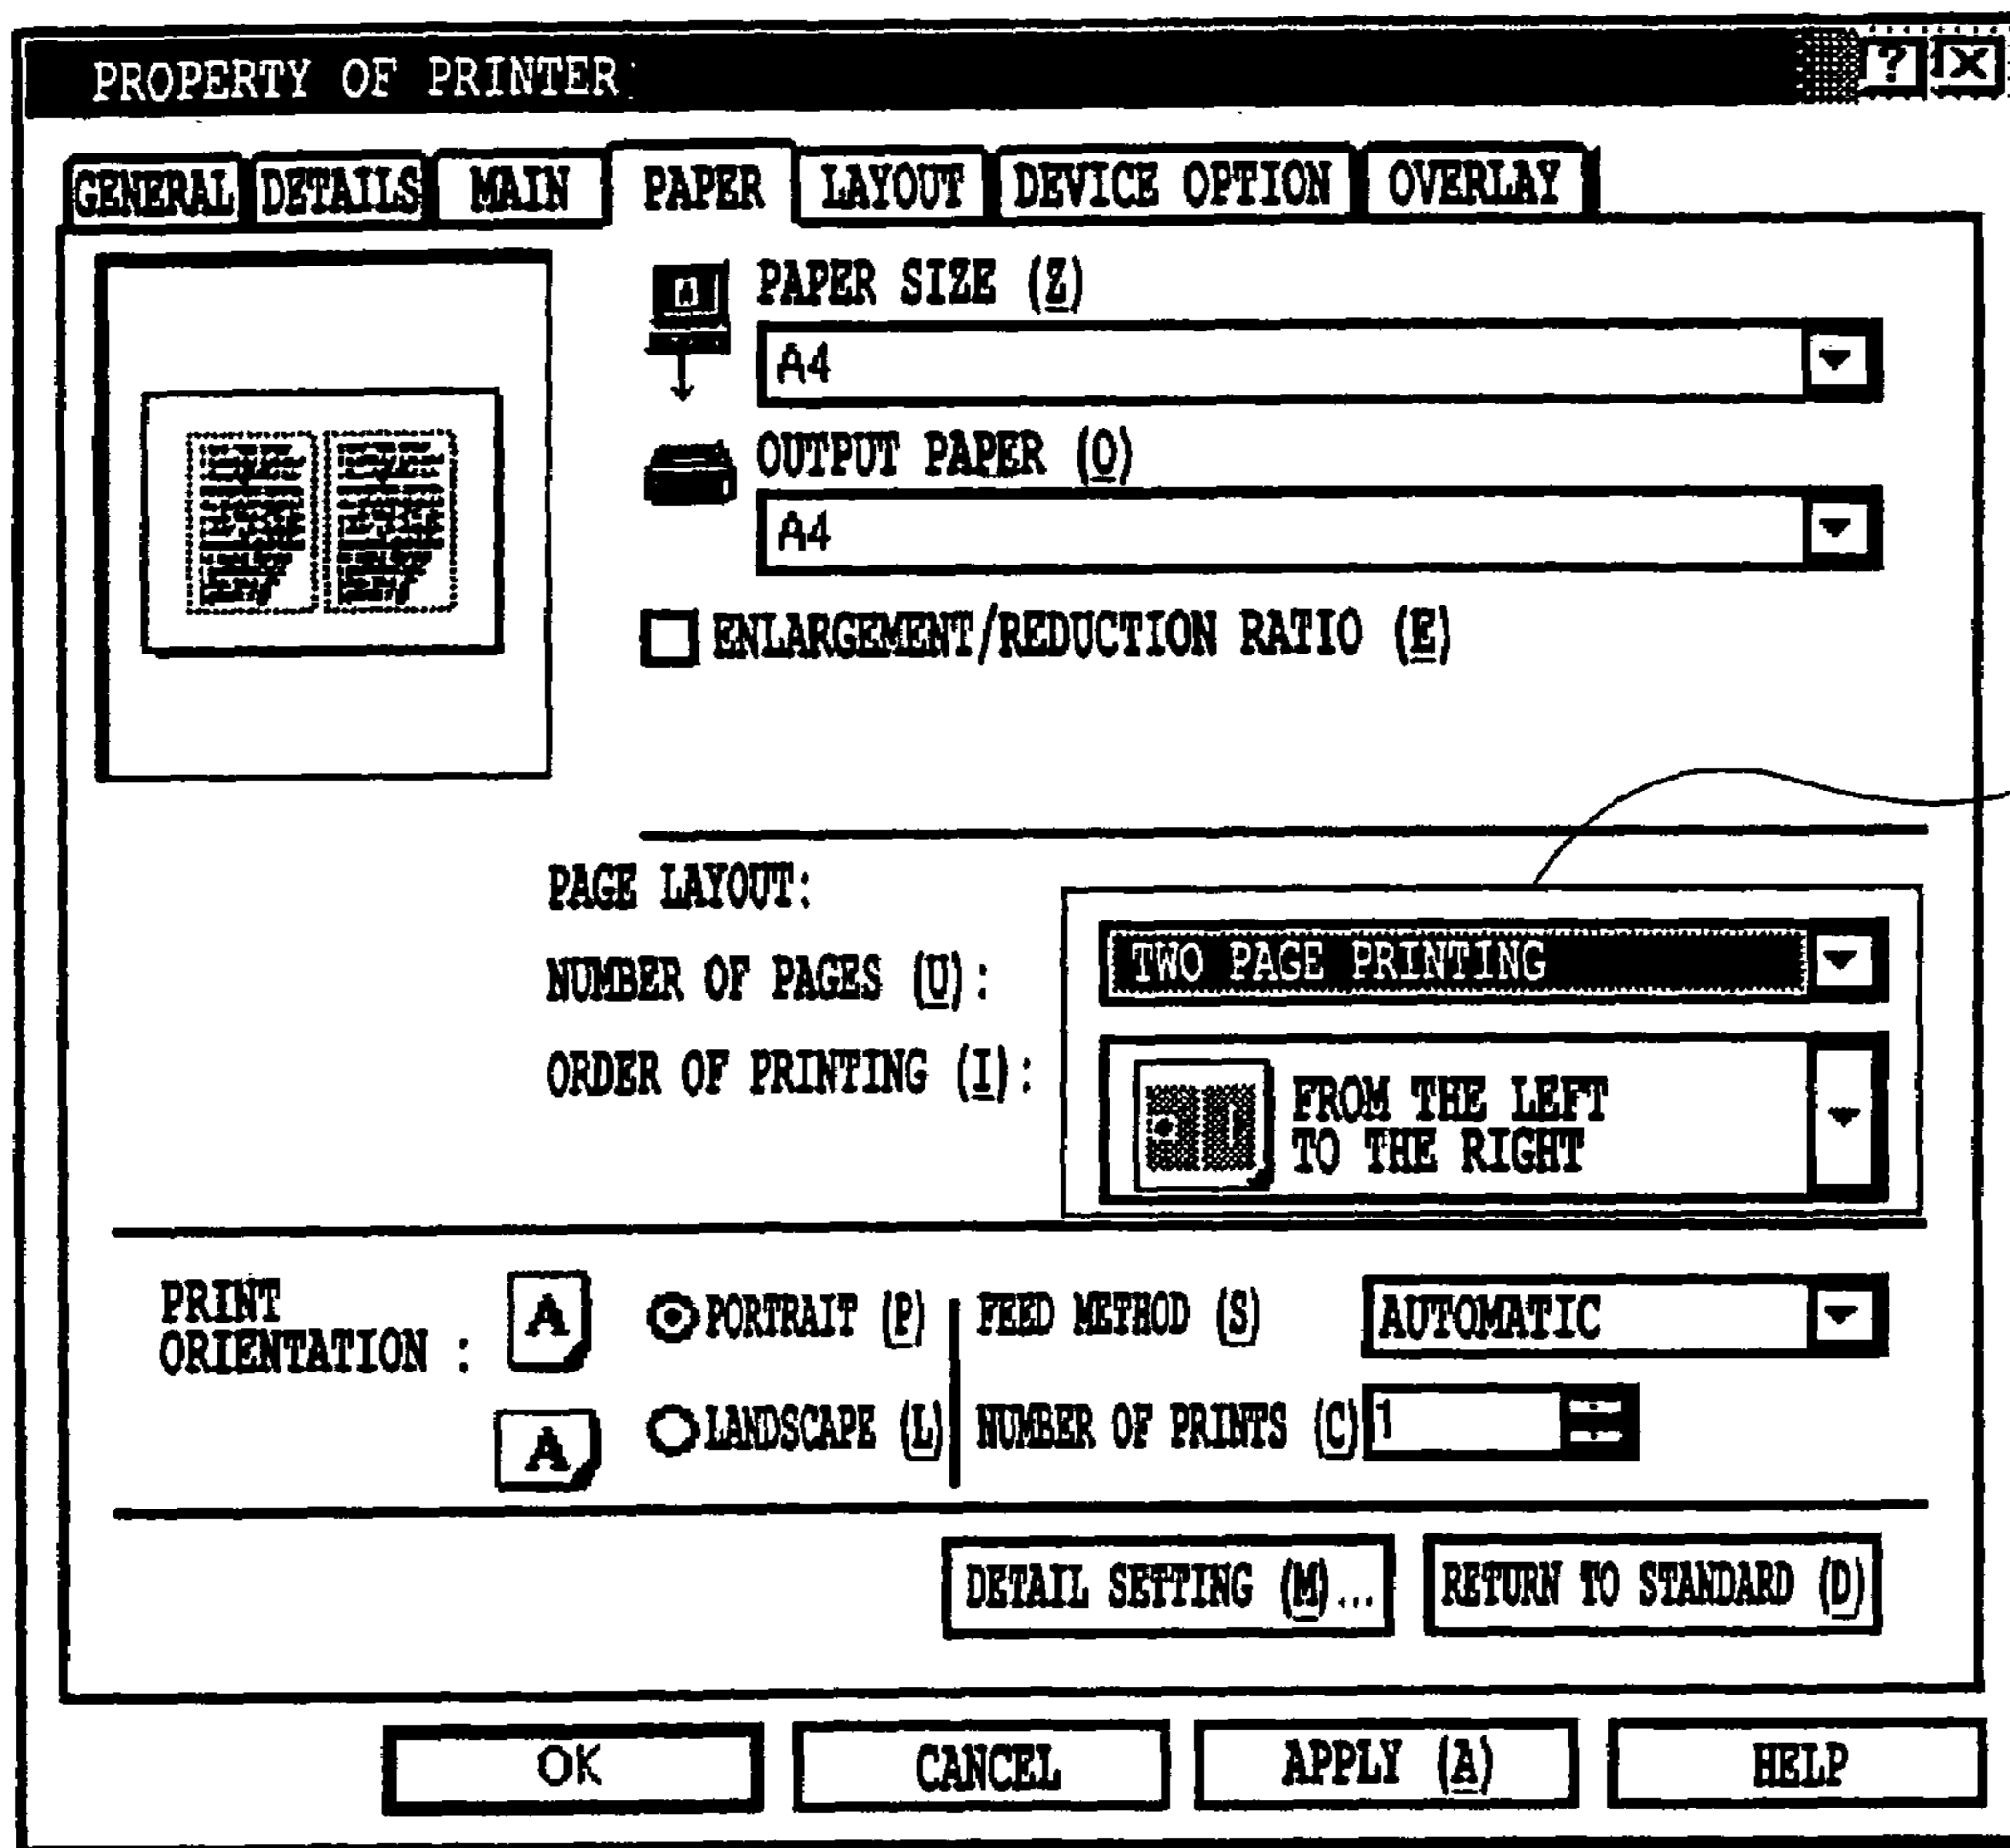 PROPERTY OF PRINTER
? X
GENERAL DETAILS MAIN PAPER LAYOUT DEVICE OPTION OVERLAY
A
PAPER SIZE (Z)
A4
OUTPUT PAPER (O)
A4
ENLARGEMENT/REDUCTION RATIO (E)
PAGE LAYOUT:
NUMBER OF PAGES (U): TWO PAGE PRINTING
ORDER OF PRINTING (I): FROM THE LEFT
TO THE RIGHT
PRINT
ORIENTATION :
A PORTRAIT (P) FEED METHOD (S) AUTOMATIC
A LANDSCAPE (L) NUMBER OF PRINTS (C) 1
DETAIL SETTING (M)... RETURN TO STANDARD (D)
OK CANCEL APPLY (A) HELP